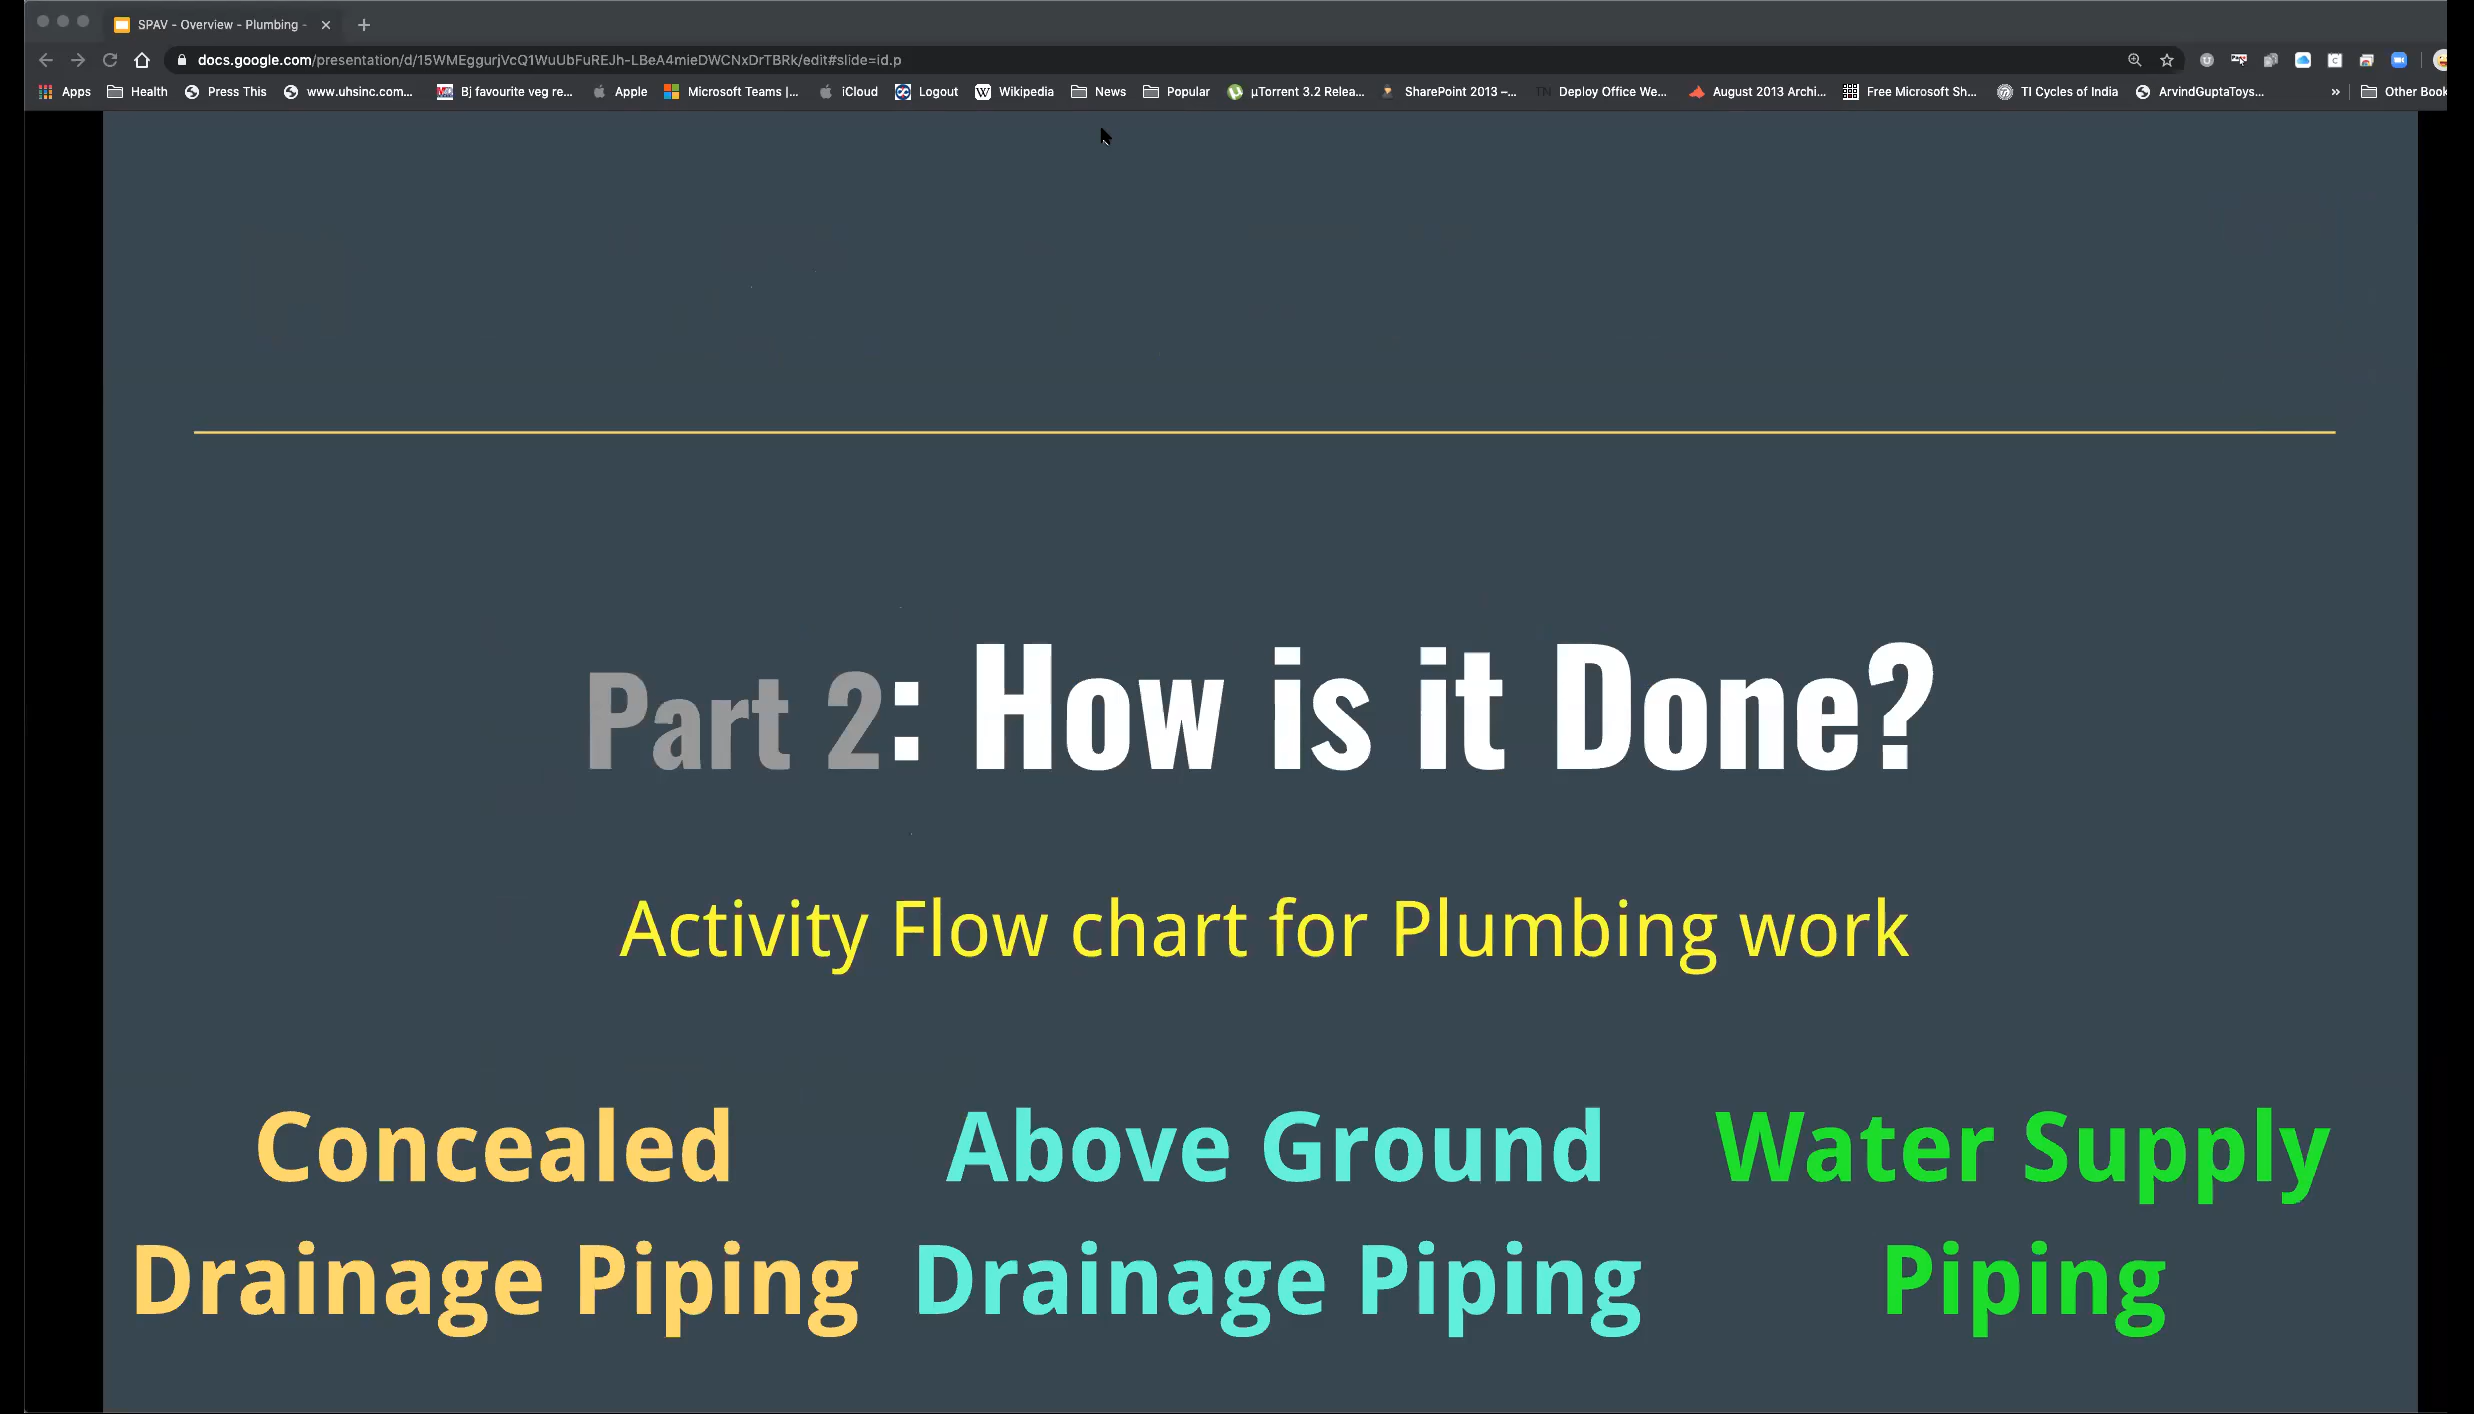 SPAV - Overview - Plumbing -
docs.google.com/presentation/d/15WMEggurjVcQ1WuUbFuREJh-LBeA4mieDWCNxDrTBRk/edit#slide=id.p
Apps Health Press This www.uhsinc.com... Bj favourite veg re... Apple Microsoft Teams |... iCloud Logout Wikipedia News Popular µTorrent 3.2 Relea... SharePoint 2013 –... TN Deploy Office We... August 2013 Archi... Free Microsoft Sh... TI Cycles of India ArvindGuptaToys... » Other Book
Part 2: How is it Done?
Activity Flow chart for Plumbing work
Concealed
Drainage Piping
Above Ground
Drainage Piping
Water Supply
Piping